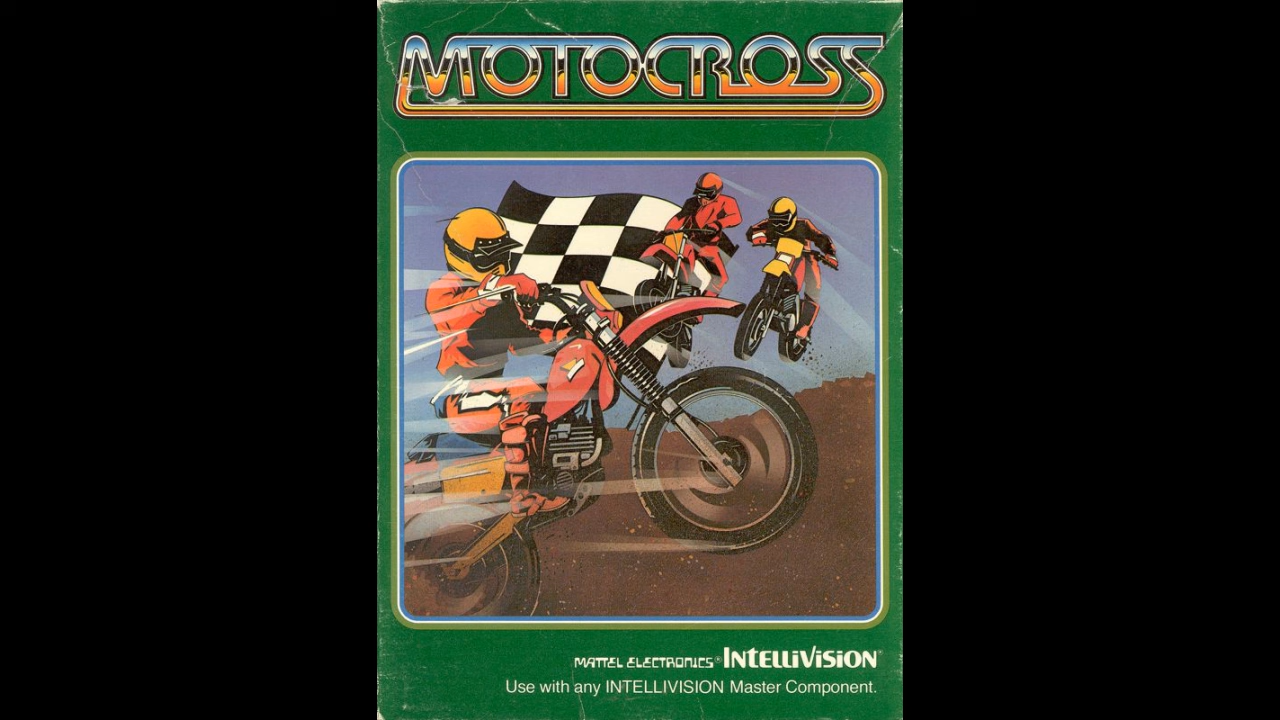 MOTOCROSS
MATTEL ELECTRONICS® INTELLIVISION®
Use with any INTELLIVISION Master Component.